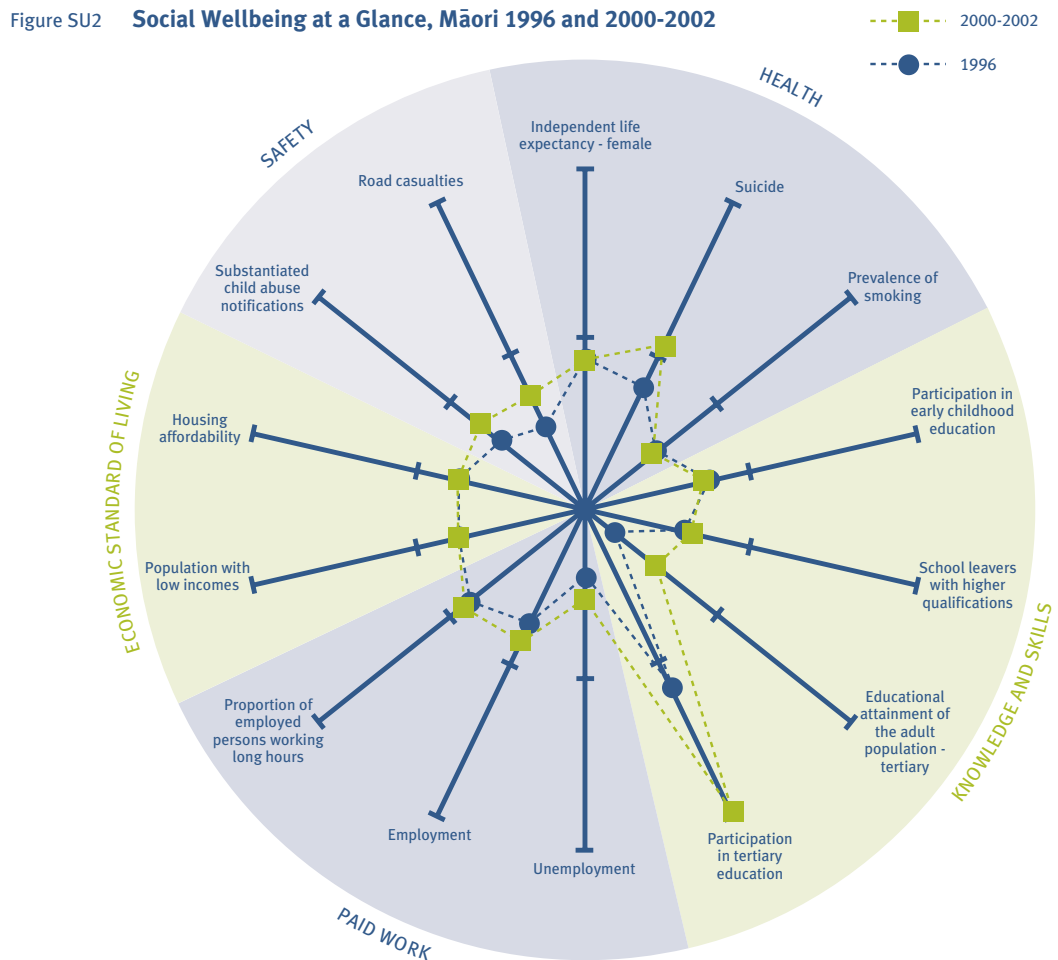 Figure SU2 Social Wellbeing at a Glance, Māori 1996 and 2000-2002
2000-2002
1996
HEALTH
Independent life
expectancy - female
Suicide
Prevalence of
smoking
Participation in
early childhood
education
School leavers
with higher
qualifications
KNOWLEDGE AND SKILLS
Educational
attainment of
the adult
population -
tertiary
Participation
in tertiary
education
Unemployment
PAID WORK
Employment
Proportion of
employed
persons working
long hours
ECONOMIC STANDARD OF LIVING
Population with
low incomes
Housing
affordability
SAFETY
Substantiated
child abuse
notifications
Road casualties